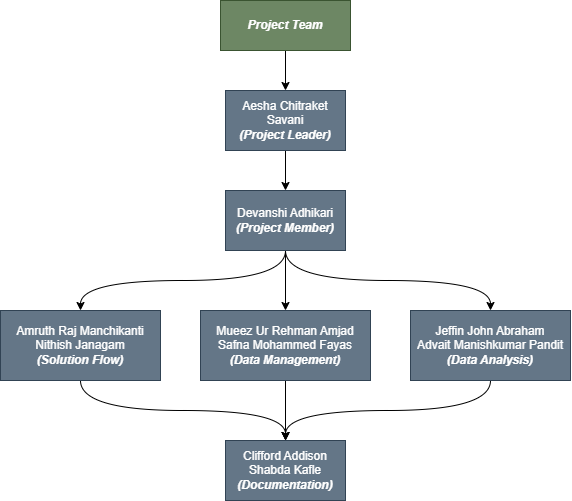 Project Team
Aesha Chitraket
Savani
(Project Leader)
Devanshi Adhikari
(Project Member)
Amruth Raj Manchikanti
Nithish Janagam
(Solution Flow)
Mueez Ur Rehman Amjad
Safna Mohammed Fayas
(Data Management)
Jeffin John Abraham
Advait Manishkumar Pandit
(Data Analysis)
Clifford Addison
Shabda Kafle
(Documentation)